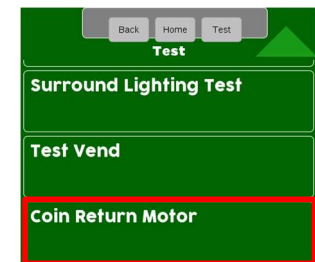 Back Home Test
Test
Surround Lighting Test
Test Vend
Coin Return Motor